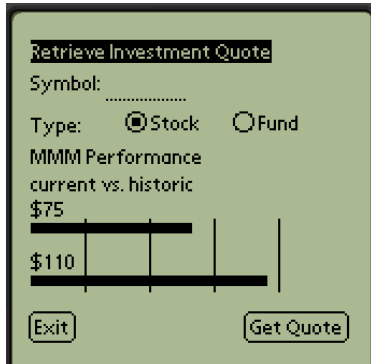 Retrieve Investment Quote
Symbol:
Type: Stock Fund
MMM Performance
current vs. historic
$75
$110
Exit Get Quote